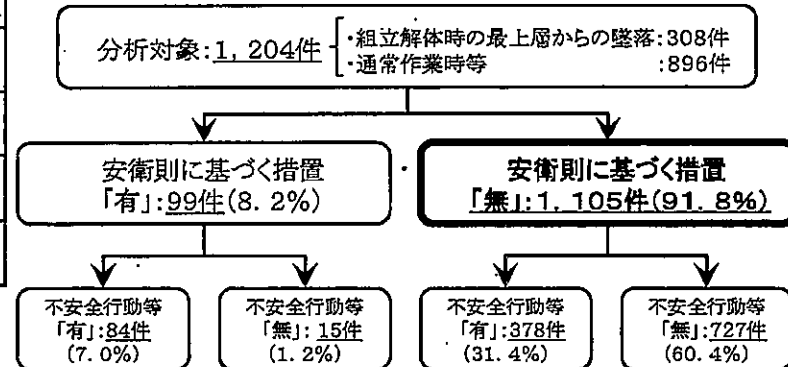 分析対象:1,204件
・組立解体時の最上層からの墜落:308件
・通常作業時等 :896件
安衛則に基づく措置
「有」:99件(8.2%)
安衛則に基づく措置
「無」:1,105件(91.8%)
不安全行動等
「有」:84件
(7.0%)
不安全行動等
「無」:15件
(1.2%)
不安全行動等
「有」:378件
(31.4%)
不安全行動等
「無」:727件
(60.4%)